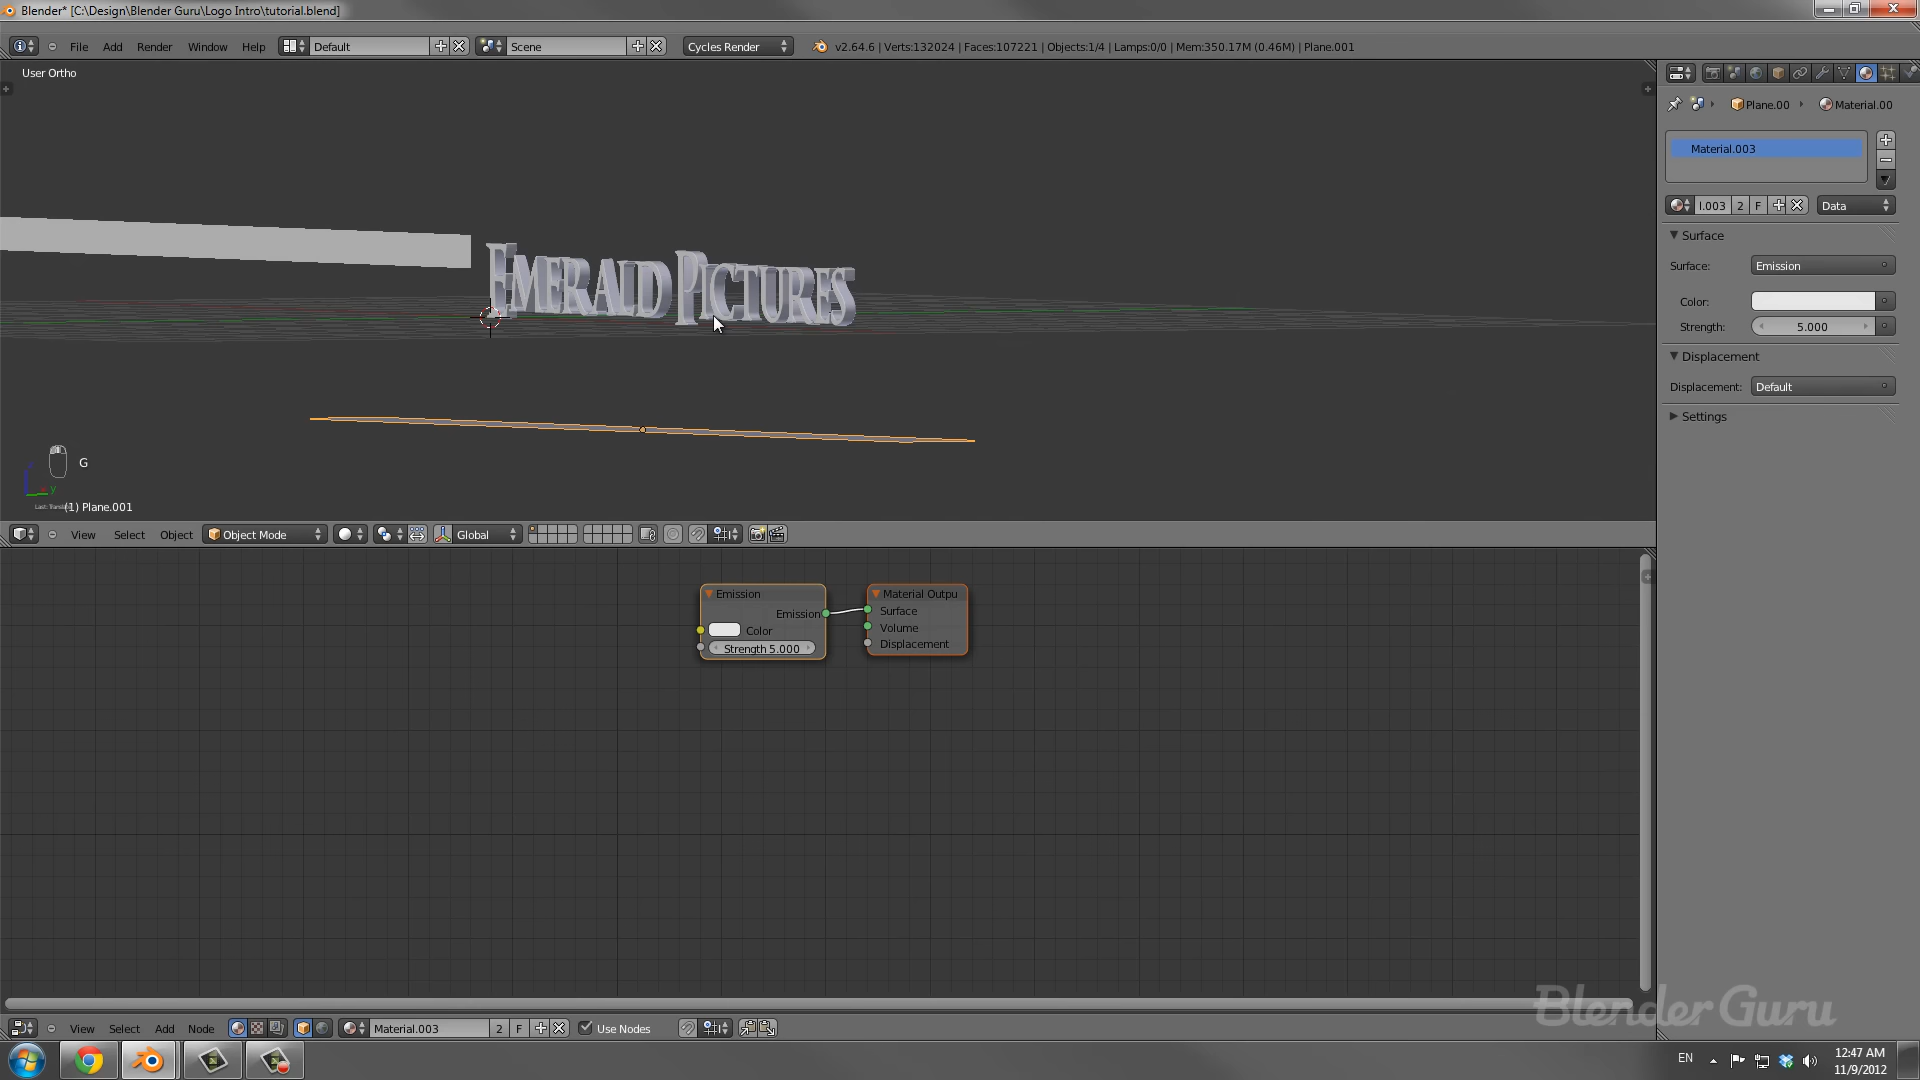 Blender* [C:\Design\Blender Guru\Logo Intro\tutorial.blend]
File Add Render Window Help Default Scene Cycles Render v2.64.6 | Verts:132024 | Faces:107221 | Objects:1/4 | Lamps:0/0 | Mem:350.17M (0.46M) | Plane.001
User Ortho
Plane.00 Material.00
Material.003
I.003 2 F Data
Surface
Surface: Emission
Color:
Strength: 5.000
Displacement
Displacement: Default
Settings
EMERALD PICTURES
G
y
(1) Plane.001
View Select Object Object Mode Global
Emission
Emission
Color
Strength 5.000
Material Outpu
Surface
Volume
Displacement
BlenderGuru
View Select Add Node Material.003 2 F Use Nodes
EN
12:47 AM
11/9/2012